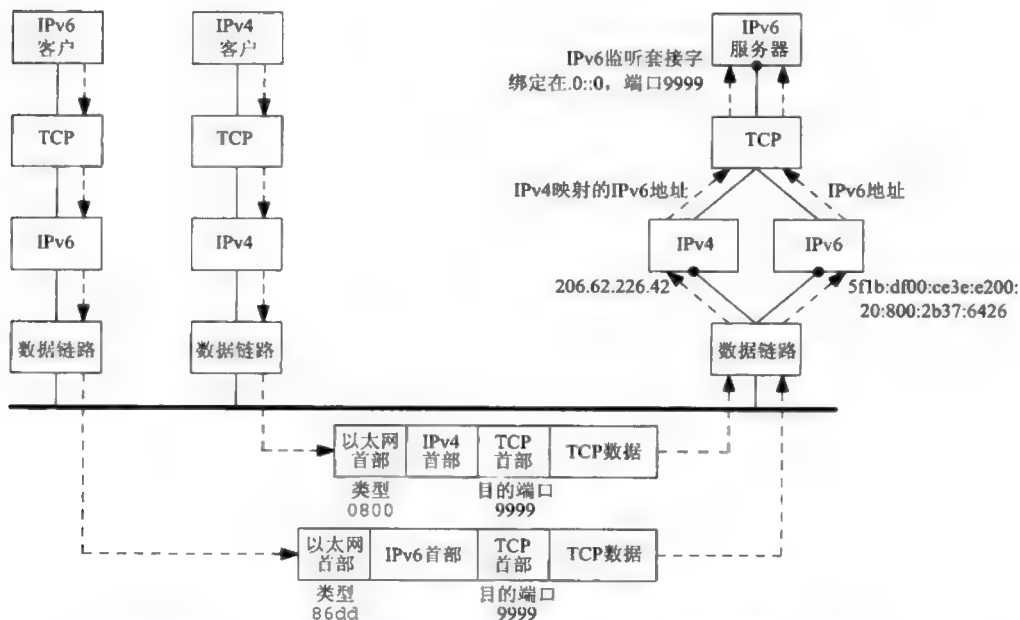 IPv6
客户
IPv4
客户
IPv6
服务器
IPv6监听套接字
绑定在.0::0，端口9999
TCP
TCP
TCP
IPv4映射的IPv6地址
IPv6地址
IPv6
IPv4
IPv4
IPv6
206.62.226.42
5f1b:df00:ce3e:e200:
20:800:2b37:6426
数据链路
数据链路
数据链路
以太网
首部
IPv4
首部
TCP
首部
TCP数据
类型
0800
目的端口
9999
以太网
首部
IPv6首部
TCP
首部
TCP数据
类型
86dd
目的端口
9999